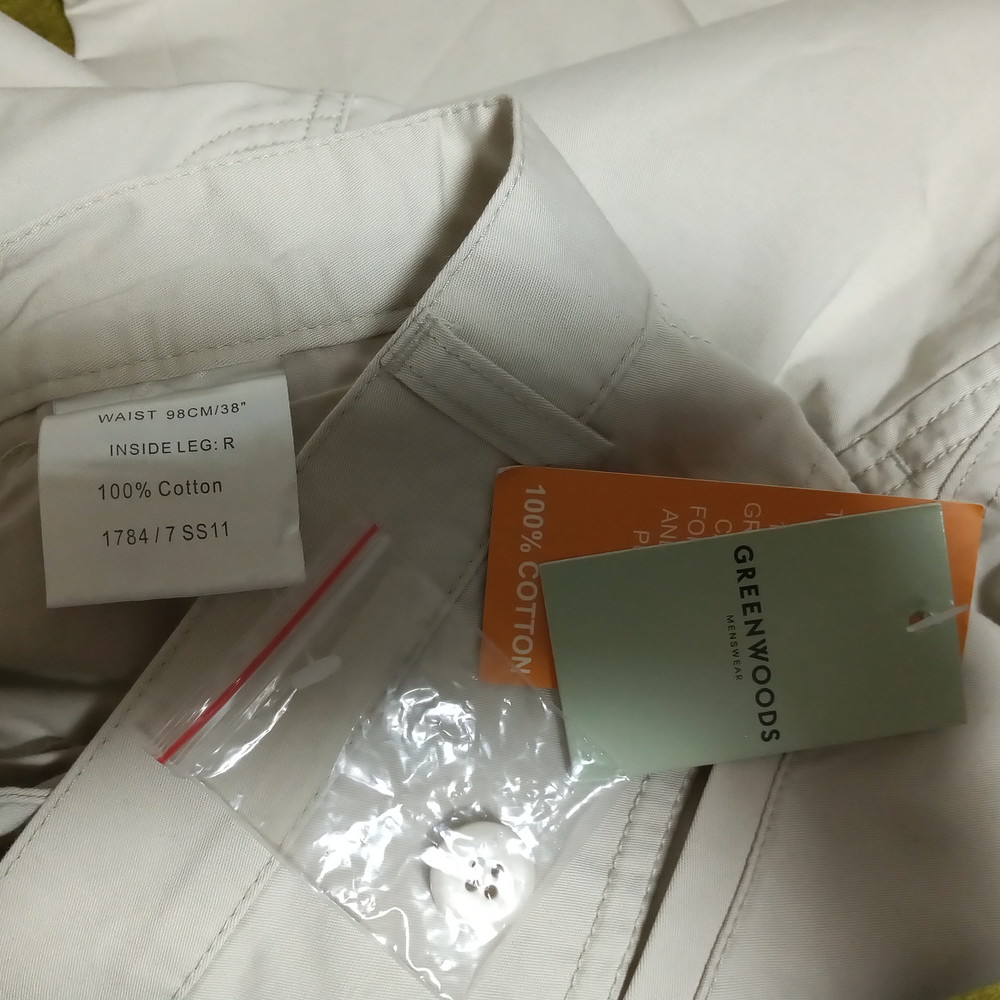 WAIST 98CM/38"
INSIDE LEG: R
100% Cotton
1784/7 SS11
100% COTTON
GREENWOODS
MENSWEAR